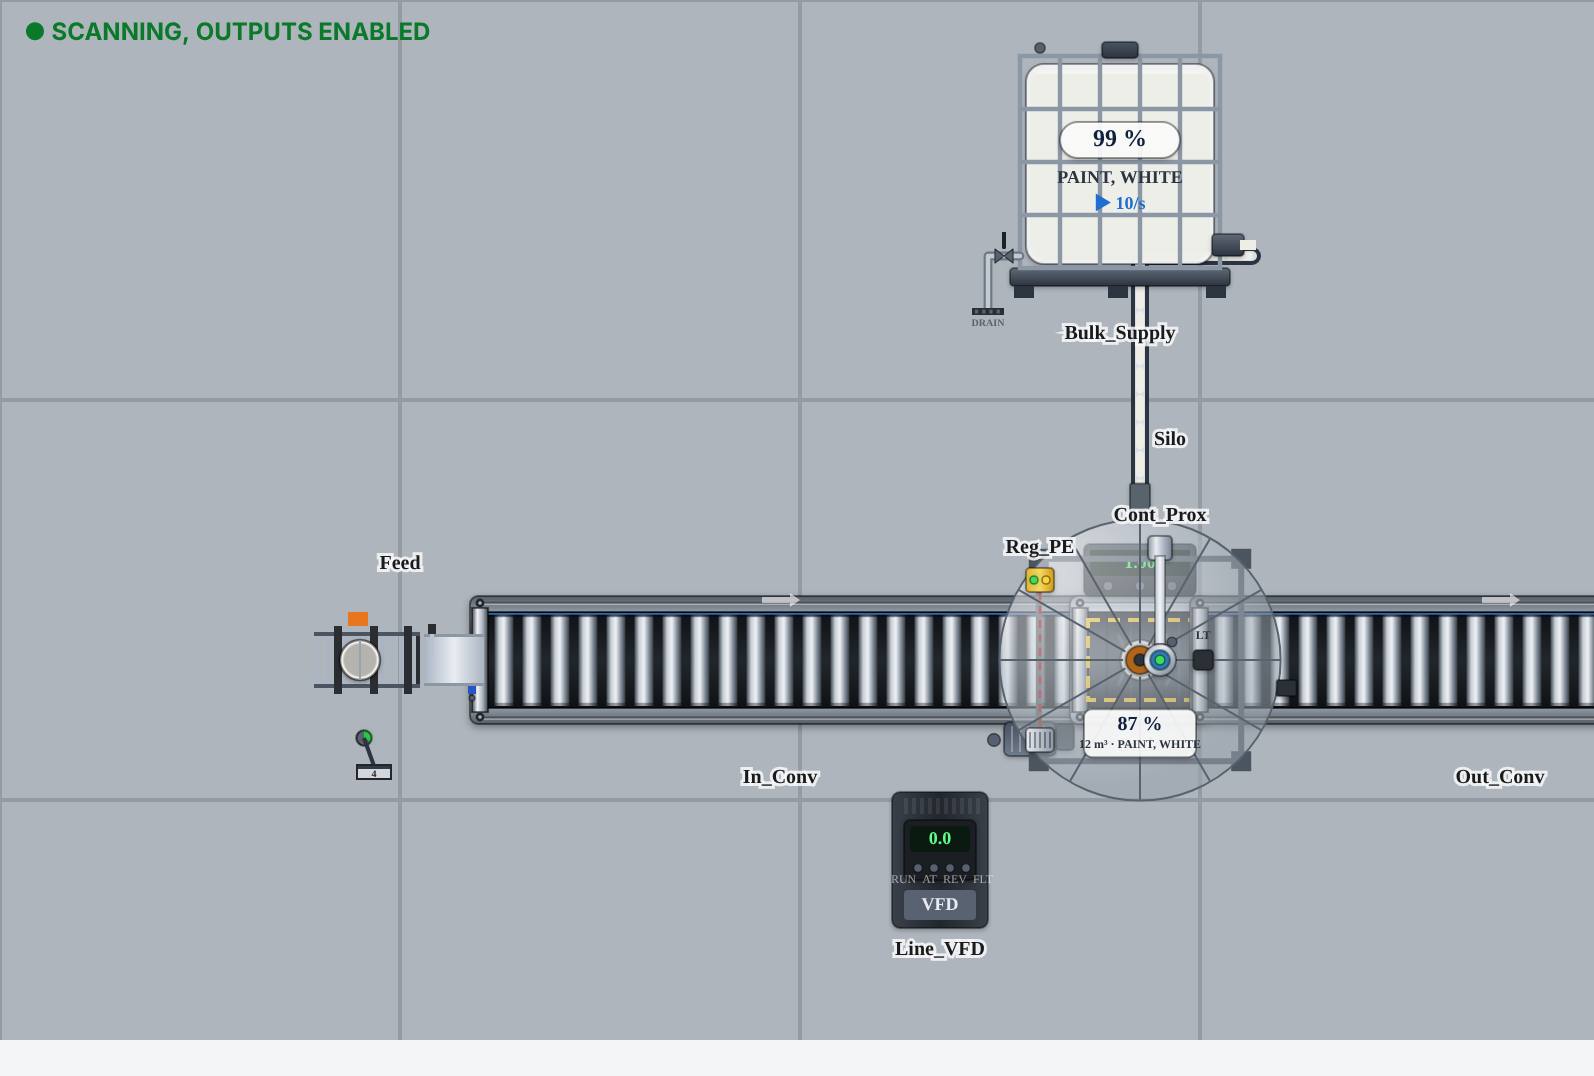 SCANNING, OUTPUTS ENABLED
99 %
PAINT, WHITE
10/s
DRAIN
Bulk_Supply
Silo
Cont_Prox
Reg_PE
Feed
LT
87 %
12 m³ · PAINT, WHITE
4
In_Conv
Out_Conv
0.0
RUN AT REV FLT
VFD
Line_VFD